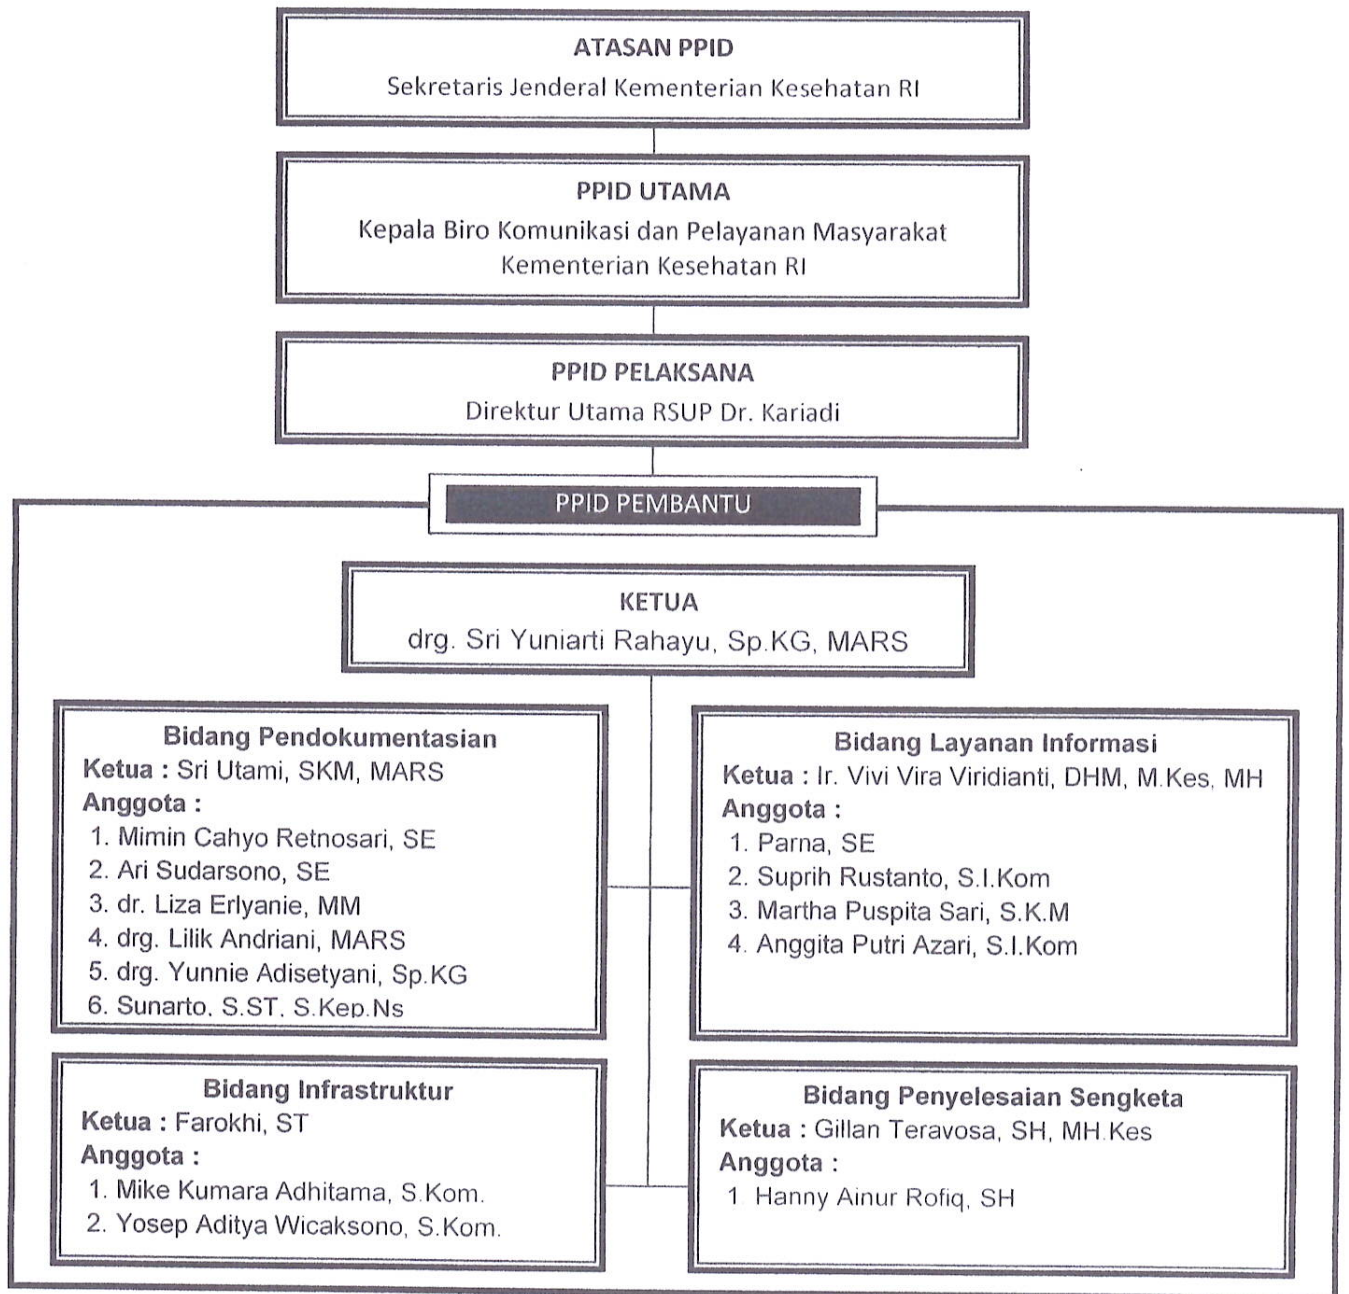 ATASAN PPID
Sekretaris Jenderal Kementerian Kesehatan RI
PPID UTAMA
Kepala Biro Komunikasi dan Pelayanan Masyarakat
Kementerian Kesehatan RI
PPID PELAKSANA
Direktur Utama RSUP Dr. Kariadi
PPID PEMBANTU
KETUA
drg. Sri Yuniarti Rahayu, Sp.KG, MARS
Bidang Pendokumentasian
Ketua : Sri Utami, SKM, MARS
Anggota :
1. Mimin Cahyo Retnosari, SE
2. Ari Sudarsono, SE
3. dr. Liza Erlyanie, MM
4. drg. Lilik Andriani, MARS
5. drg. Yunnie Adisetyani, Sp.KG
6. Sunarto, S.ST, S.Kep.Ns
Bidang Layanan Informasi
Ketua : Ir. Vivi Vira Viridianti, DHM, M.Kes, MH
Anggota :
1. Parna, SE
2. Suprih Rustanto, S.I.Kom
3. Martha Puspita Sari, S.K.M
4. Anggita Putri Azari, S.I.Kom
Bidang Infrastruktur
Ketua : Farokhi, ST
Anggota :
1. Mike Kumara Adhitama, S.Kom.
2. Yosep Aditya Wicaksono, S.Kom.
Bidang Penyelesaian Sengketa
Ketua : Gillan Teravosa, SH, MH.Kes
Anggota :
1. Hanny Ainur Rofiq, SH